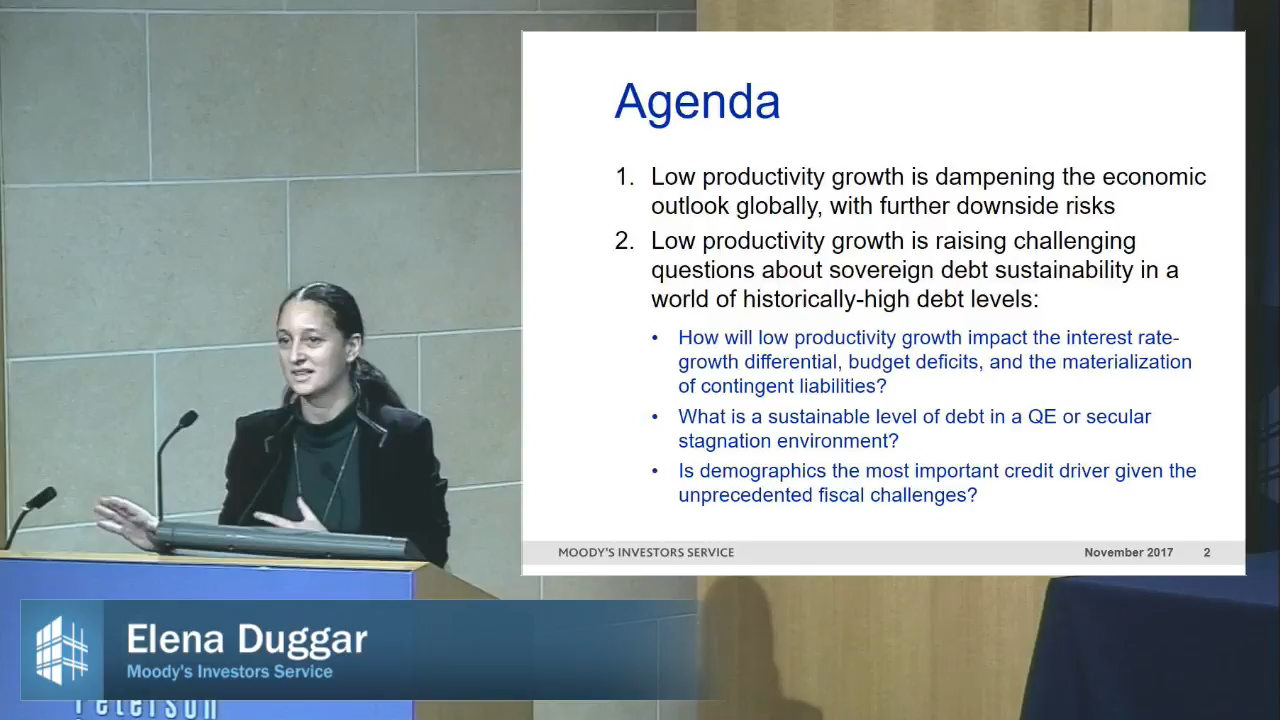 Agenda
1. Low productivity growth is dampening the economic
outlook globally, with further downside risks
2. Low productivity growth is raising challenging
questions about sovereign debt sustainability in a
world of historically-high debt levels:
• How will low productivity growth impact the interest rate-
growth differential, budget deficits, and the materialization
of contingent liabilities?
• What is a sustainable level of debt in a QE or secular
stagnation environment?
• Is demographics the most important credit driver given the
unprecedented fiscal challenges?
MOODY'S INVESTORS SERVICE November 2017 2
Elena Duggar
Moody's Investors Service
Peterson